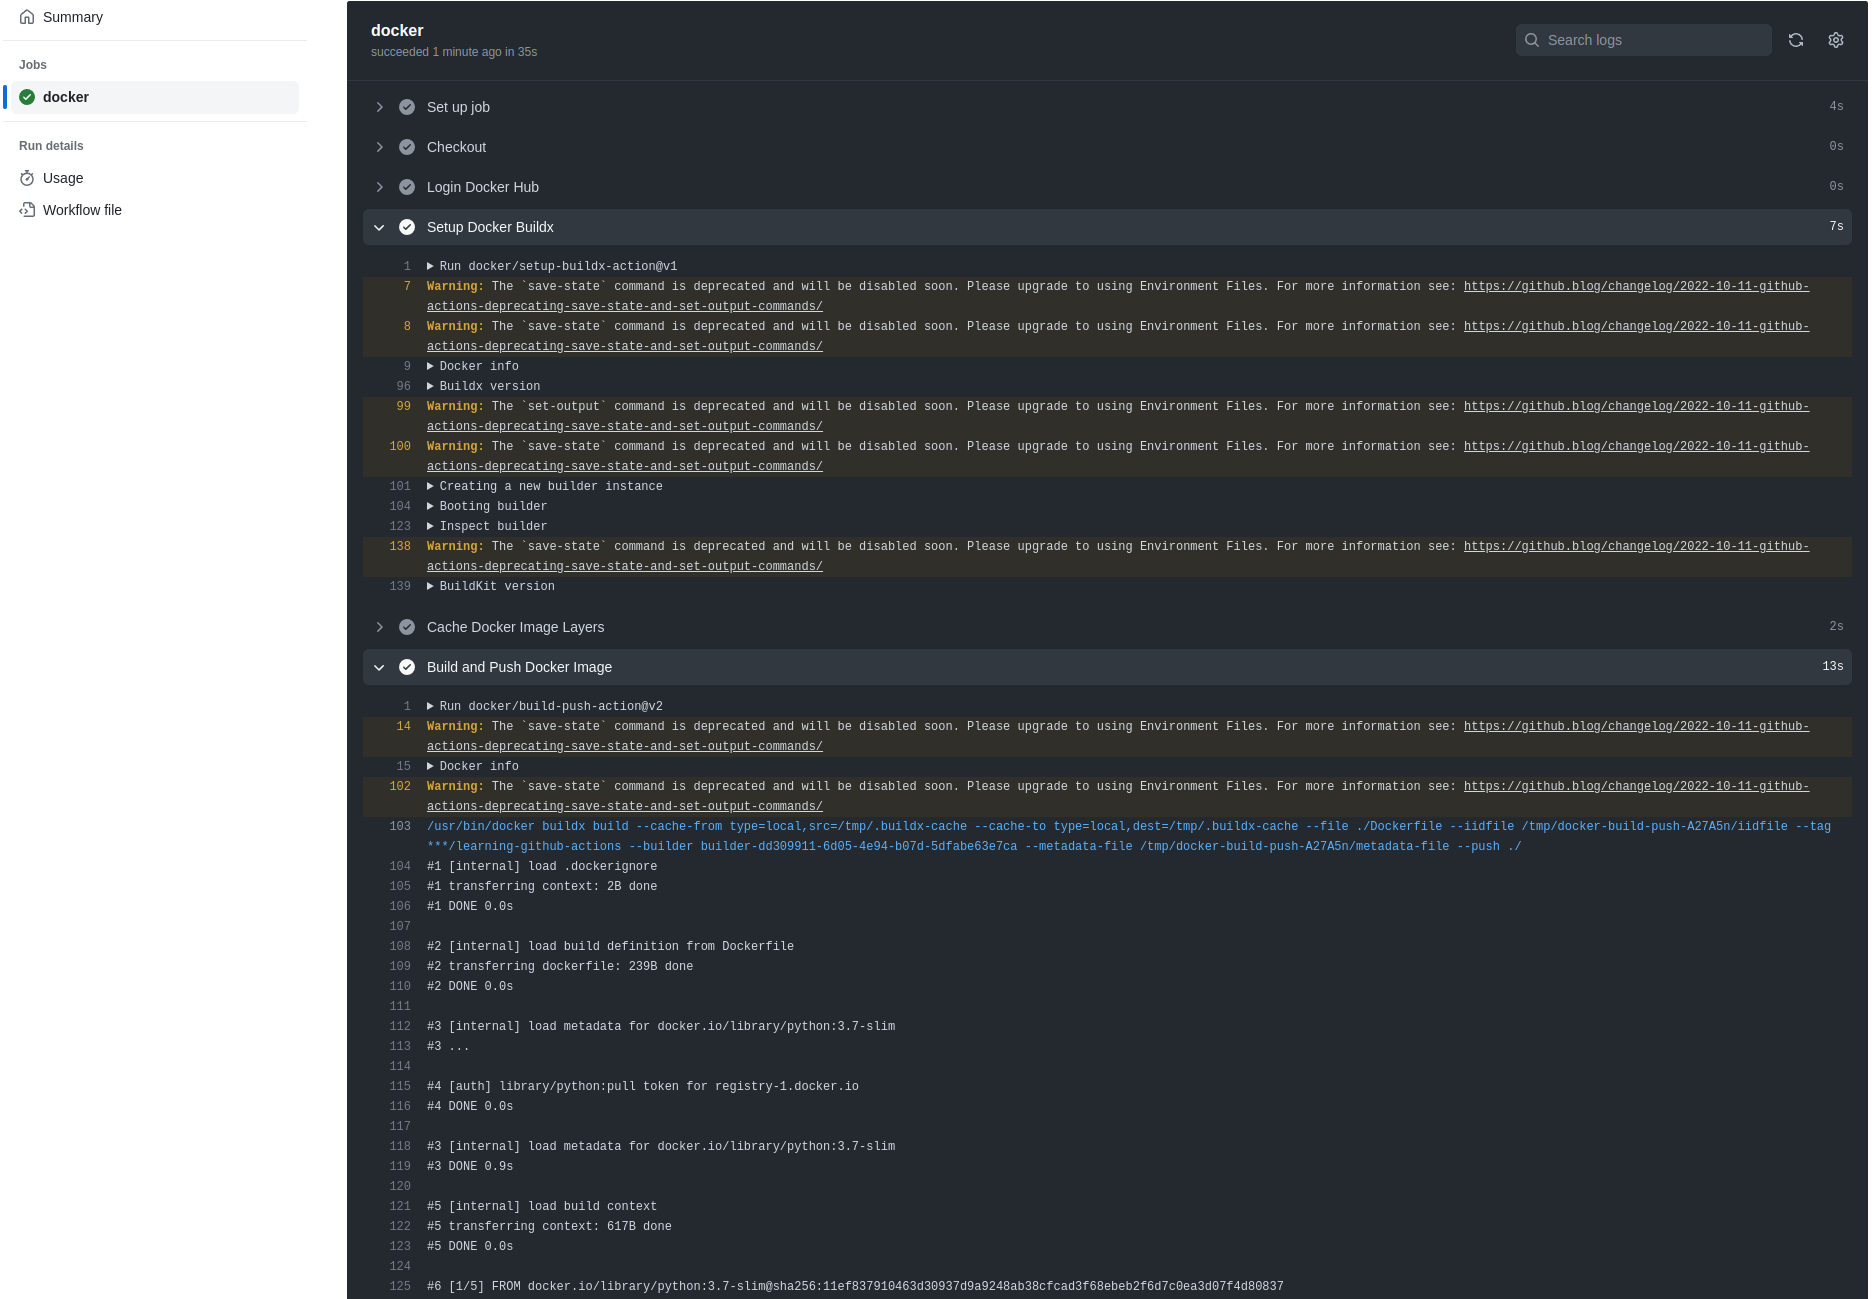 Summary
Jobs
docker
Run details
Usage
Workflow file
docker
succeeded 1 minute ago in 35s
Search logs
Set up job 4s
Checkout 0s
Login Docker Hub 0s
Setup Docker Buildx 7s
1 Run docker/setup-buildx-action@v1
7 Warning: The `save-state` command is deprecated and will be disabled soon. Please upgrade to using Environment Files. For more information see: https://github.blog/changelog/2022-10-11-github-
actions-deprecating-save-state-and-set-output-commands/
8 Warning: The `save-state` command is deprecated and will be disabled soon. Please upgrade to using Environment Files. For more information see: https://github.blog/changelog/2022-10-11-github-
actions-deprecating-save-state-and-set-output-commands/
9 Docker info
96 Buildx version
99 Warning: The `set-output` command is deprecated and will be disabled soon. Please upgrade to using Environment Files. For more information see: https://github.blog/changelog/2022-10-11-github-
actions-deprecating-save-state-and-set-output-commands/
100 Warning: The `save-state` command is deprecated and will be disabled soon. Please upgrade to using Environment Files. For more information see: https://github.blog/changelog/2022-10-11-github-
actions-deprecating-save-state-and-set-output-commands/
101 Creating a new builder instance
104 Booting builder
123 Inspect builder
138 Warning: The `save-state` command is deprecated and will be disabled soon. Please upgrade to using Environment Files. For more information see: https://github.blog/changelog/2022-10-11-github-
actions-deprecating-save-state-and-set-output-commands/
139 BuildKit version
Cache Docker Image Layers 2s
Build and Push Docker Image 13s
1 Run docker/build-push-action@v2
14 Warning: The `save-state` command is deprecated and will be disabled soon. Please upgrade to using Environment Files. For more information see: https://github.blog/changelog/2022-10-11-github-
actions-deprecating-save-state-and-set-output-commands/
15 Docker info
102 Warning: The `save-state` command is deprecated and will be disabled soon. Please upgrade to using Environment Files. For more information see: https://github.blog/changelog/2022-10-11-github-
actions-deprecating-save-state-and-set-output-commands/
103 /usr/bin/docker buildx build --cache-from type=local,src=/tmp/.buildx-cache --cache-to type=local,dest=/tmp/.buildx-cache --file ./Dockerfile --iidfile /tmp/docker-build-push-A27A5n/iidfile --tag
***/learning-github-actions --builder builder-dd309911-6d05-4e94-b07d-5dfabe63e7ca --metadata-file /tmp/docker-build-push-A27A5n/metadata-file --push ./
104 #1 [internal] load .dockerignore
105 #1 transferring context: 2B done
106 #1 DONE 0.0s
107
108 #2 [internal] load build definition from Dockerfile
109 #2 transferring dockerfile: 239B done
110 #2 DONE 0.0s
111
112 #3 [internal] load metadata for docker.io/library/python:3.7-slim
113 #3 ...
114
115 #4 [auth] library/python:pull token for registry-1.docker.io
116 #4 DONE 0.0s
117
118 #3 [internal] load metadata for docker.io/library/python:3.7-slim
119 #3 DONE 0.9s
120
121 #5 [internal] load build context
122 #5 transferring context: 617B done
123 #5 DONE 0.0s
124
125 #6 [1/5] FROM docker.io/library/python:3.7-slim@sha256:11ef837910463d30937d9a9248ab38cfcad3f68ebeb2f6d7c0ea3d07f4d80837